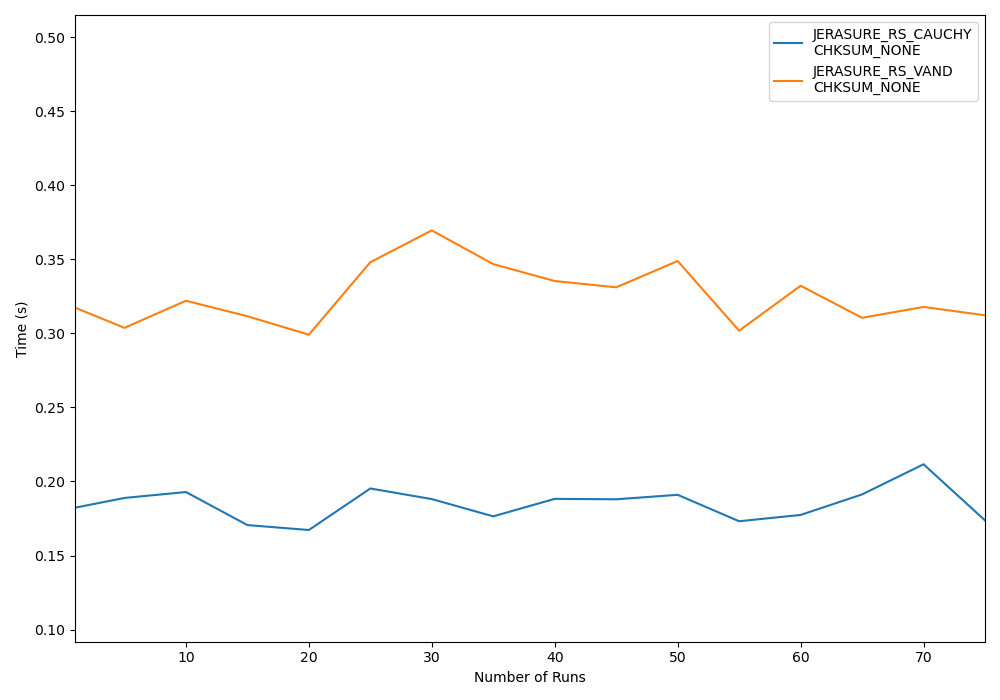 JERASURE_RS_CAUCHY
CHKSUM_NONE
JERASURE_RS_VAND
CHKSUM_NONE
0.50
0.45
0.40
0.35
0.30
0.25
0.20
0.15
0.10
Time (s)
10 20 30 40 50 60 70
Number of Runs